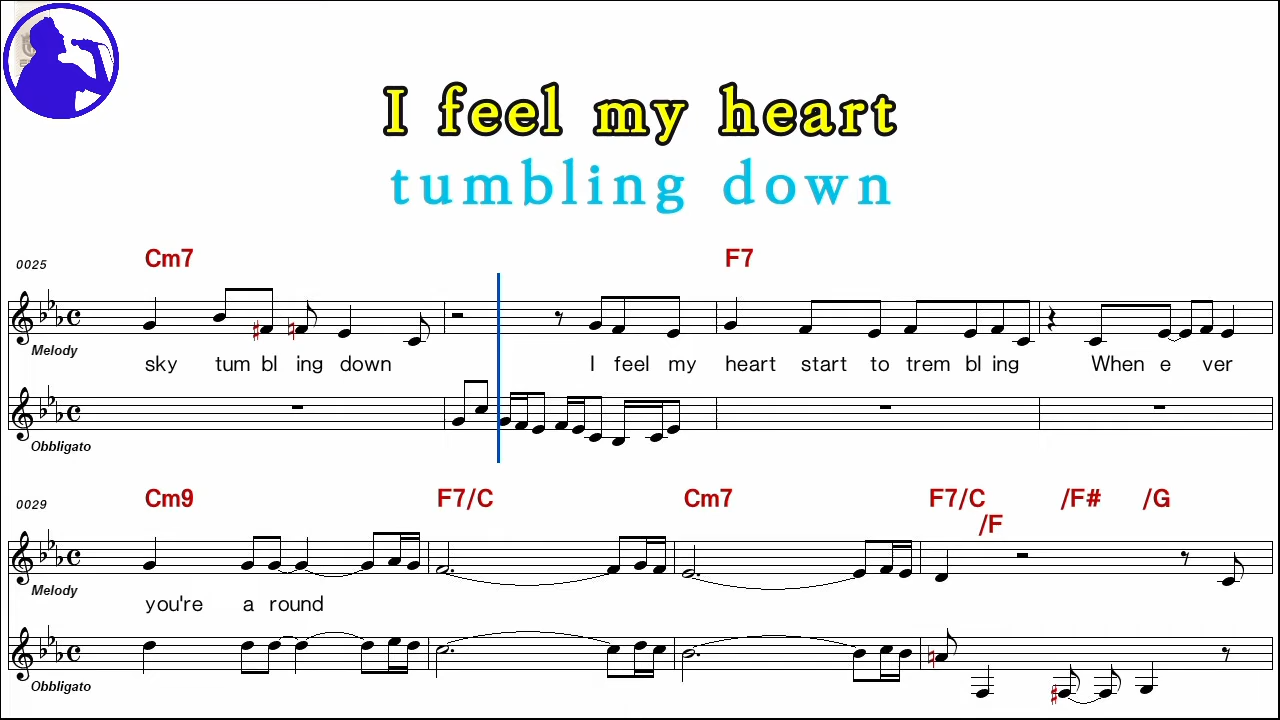 I feel my heart
tumbling down
Cm7 F7
0025
Melody
sky tum bl ing down I feel my heart start to trem bl ing When e ver
Obbligato
Cm9 F7/C Cm7 F7/C /F# /G
0029 /F
Melody
you're a round
Obbligato